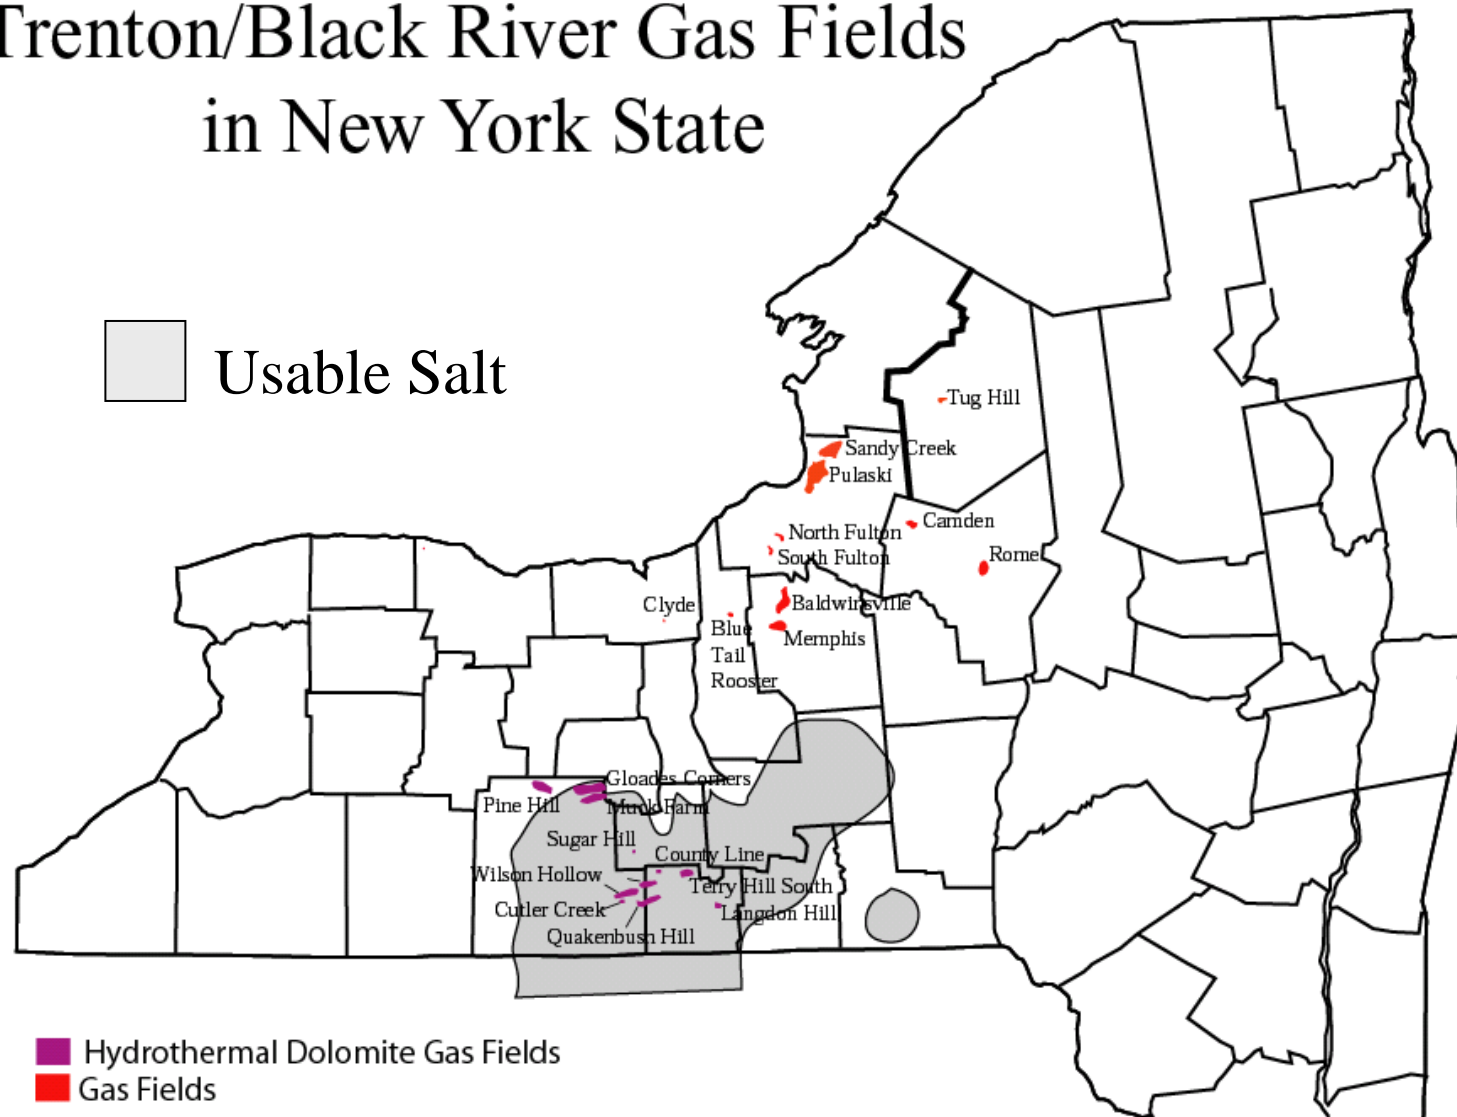 Trenton/Black River Gas Fields
in New York State
Usable Salt
Tug Hill
Sandy Creek
Pulaski
Camden
North Fulton
South Fulton
Rome
Clyde
Baldwinsville
Blue
Tail
Rooster
Memphis
Gloades Corners
Pine Hill
Muck Farm
Sugar Hill
County Line
Wilson Hollow
Terry Hill South
Cutler Creek
Langdon Hill
Quakenbush Hill
Hydrothermal Dolomite Gas Fields
Gas Fields